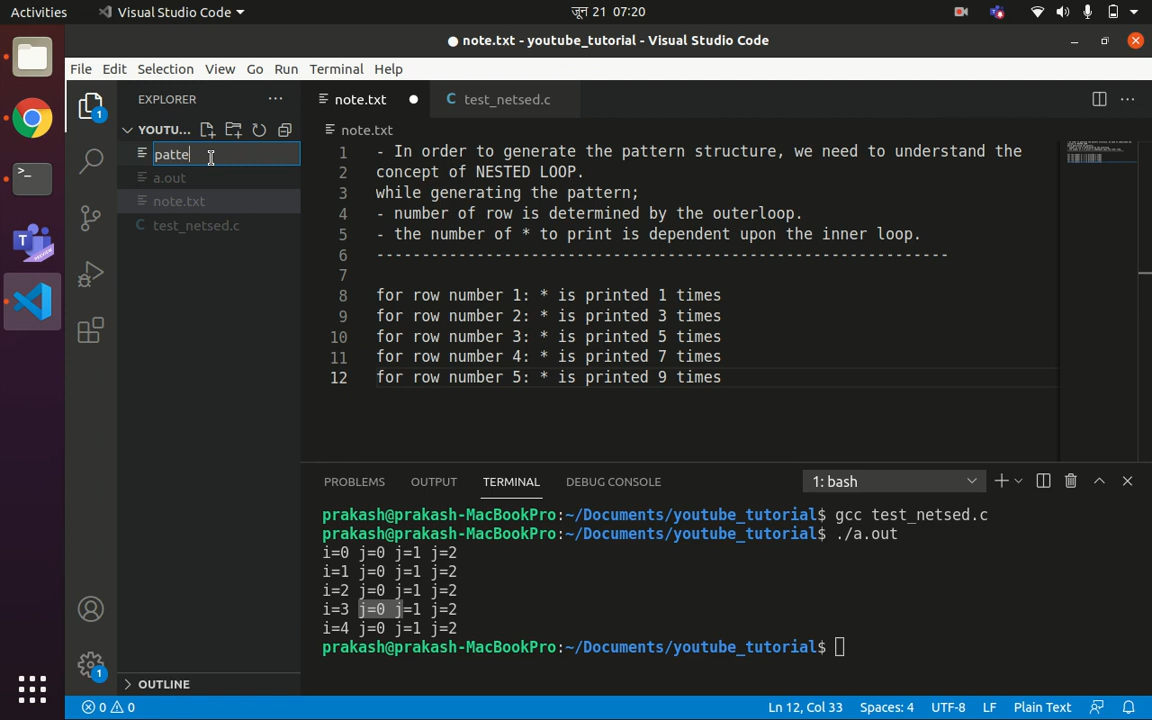 Activities Visual Studio Code जून 21 07:20
note.txt - youtube_tutorial - Visual Studio Code
File Edit Selection View Go Run Terminal Help
EXPLORER
YOUTU...
patte
a.out
note.txt
C test_netsed.c
OUTLINE
note.txt
C test_netsed.c
note.txt
1 - In order to generate the pattern structure, we need to understand the
2 concept of NESTED LOOP.
3 while generating the pattern;
4 - number of row is determined by the outerloop.
5 - the number of * to print is dependent upon the inner loop.
6 ---------------------------------------------------------------
7
8 for row number 1: * is printed 1 times
9 for row number 2: * is printed 3 times
10 for row number 3: * is printed 5 times
11 for row number 4: * is printed 7 times
12 for row number 5: * is printed 9 times
PROBLEMS OUTPUT TERMINAL DEBUG CONSOLE 1: bash
prakash@prakash-MacBookPro:~/Documents/youtube_tutorial$ gcc test_netsed.c
prakash@prakash-MacBookPro:~/Documents/youtube_tutorial$ ./a.out
i=0 j=0 j=1 j=2
i=1 j=0 j=1 j=2
i=2 j=0 j=1 j=2
i=3 j=0 j=1 j=2
i=4 j=0 j=1 j=2
prakash@prakash-MacBookPro:~/Documents/youtube_tutorial$
0 0 Ln 12, Col 33 Spaces: 4 UTF-8 LF Plain Text